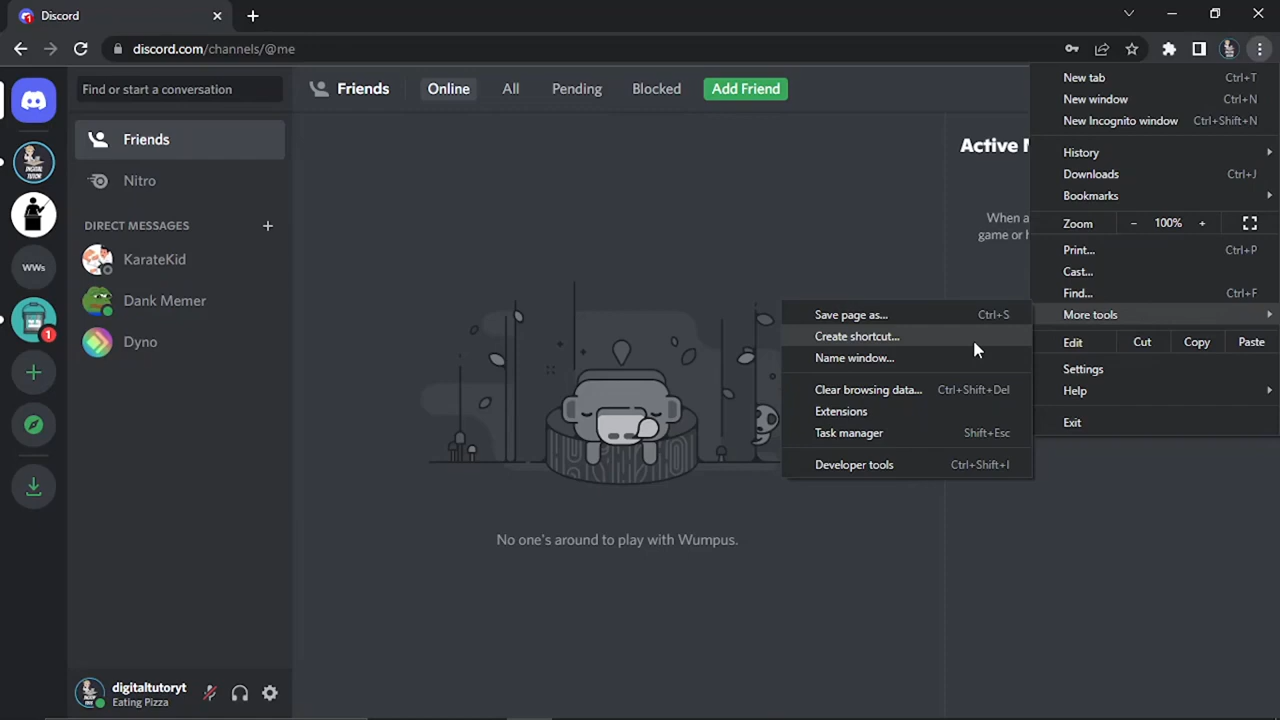 Discord
discord.com/channels/@me
Find or start a conversation
Friends
Online
All
Pending
Blocked
Add Friend
Friends
Nitro
DIRECT MESSAGES
KarateKid
Dank Memer
Dyno
WWs
1
digitaltutoryt
Eating Pizza
No one's around to play with Wumpus.
Active
When a
game or
New tab Ctrl+T
New window Ctrl+N
New Incognito window Ctrl+Shift+N
History
Downloads Ctrl+J
Bookmarks
Zoom - 100% +
Print... Ctrl+P
Cast...
Find... Ctrl+F
More tools
Edit Cut Copy Paste
Settings
Help
Exit
Save page as... Ctrl+S
Create shortcut...
Name window...
Clear browsing data... Ctrl+Shift+Del
Extensions
Task manager Shift+Esc
Developer tools Ctrl+Shift+I